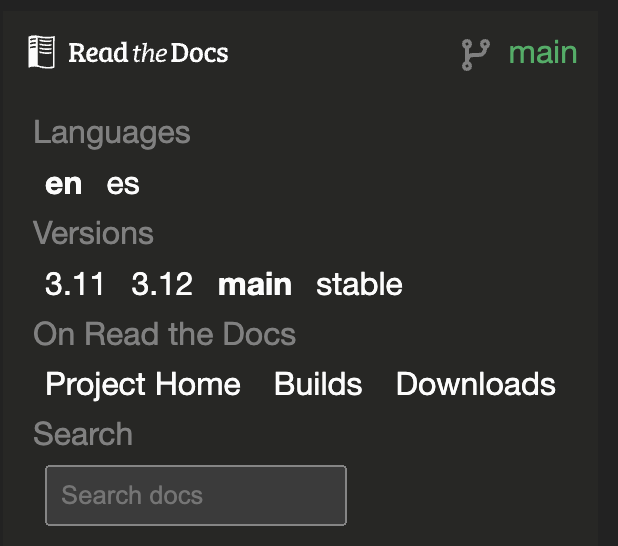 Read the Docs main
Languages
en es
Versions
3.11 3.12 main stable
On Read the Docs
Project Home Builds Downloads
Search
Search docs